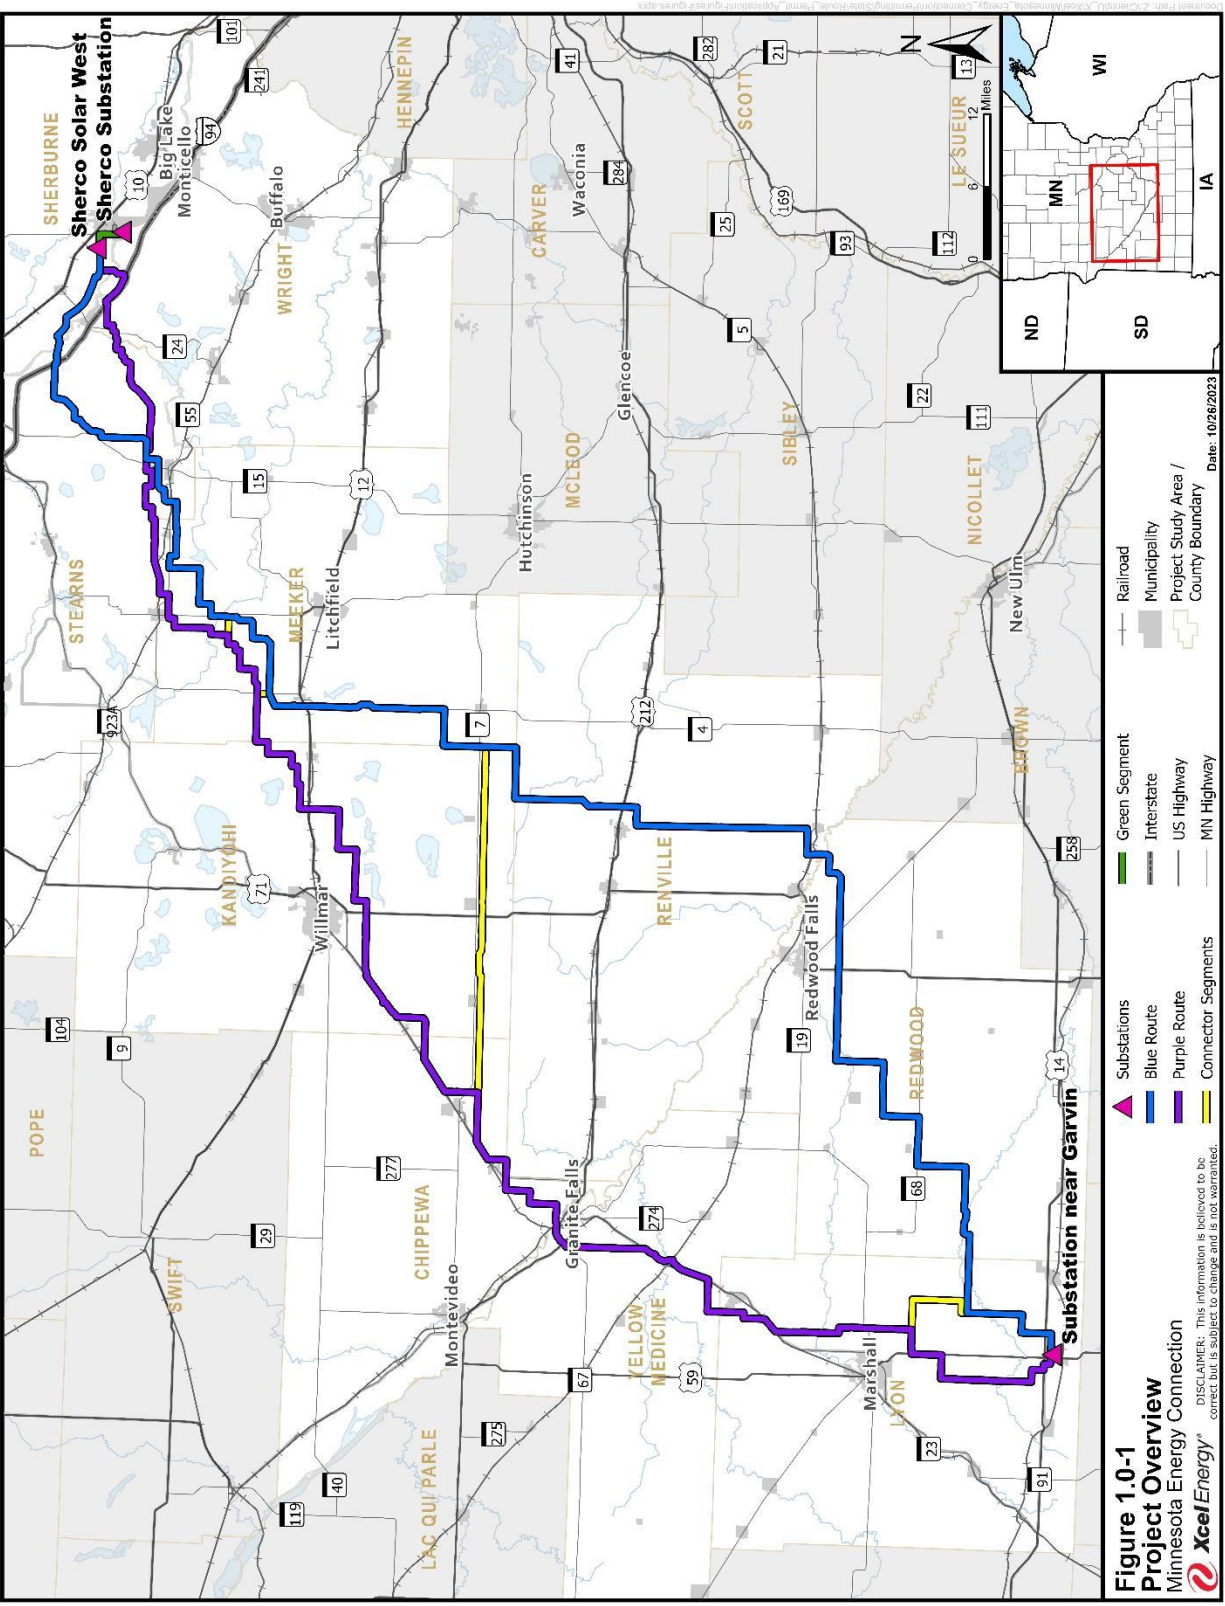 SHERBURNE
Sherco Solar West
Sherco Substation
Big Lake
Monticello
10
94
101
241
HENNEPIN
41
282
21
SCOTT
13
LE SUEUR
N
0 6 12
Miles
Buffalo
WRIGHT
24
55
CARVER
Waconia
284
25
169
93
112
STEARNS
15
12
Hutchinson
MCLEOD
Glencoe
5
SIBLEY
22
111
NICOLLET
New Ulm
MEEKER
Litchfield
923A
7
212
4
BROWN
KANDIYOHI
71
Willmar
RENVILLE
258
Redwood Falls
19
REDWOOD
14
POPE
104
9
29
277
SWIFT
CHIPPEWA
Granite Falls
274
68
Montevideo
YELLOW
MEDICINE
67
59
Marshall
LYON
23
91
Substation near Garvin
LAC QUI PARLE
275
40
119
ND
SD
MN
WI
IA
Figure 1.0-1
Project Overview
Minnesota Energy Connection
Xcel Energy®
DISCLAIMER: This information is believed to be
correct but is subject to change and is not warranted.
Substations
Blue Route
Purple Route
Connector Segments
Green Segment
Interstate
US Highway
MN Highway
Railroad
Municipality
Project Study Area /
County Boundary
Date: 10/26/2023